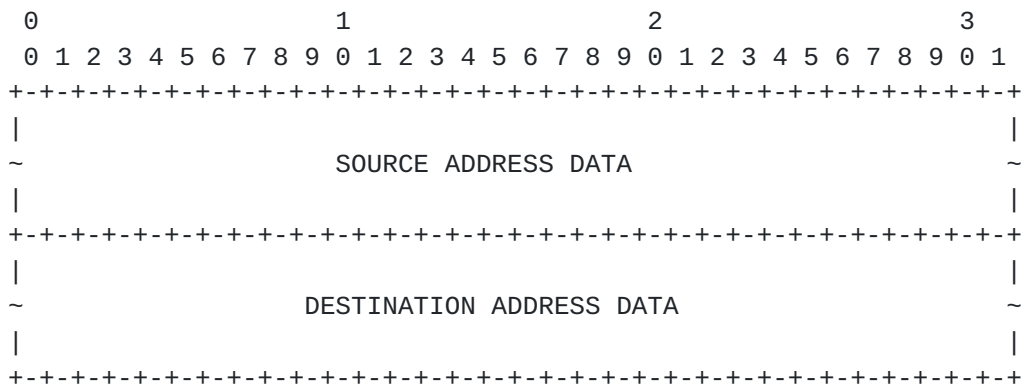 0                   1                   2                   3
 0 1 2 3 4 5 6 7 8 9 0 1 2 3 4 5 6 7 8 9 0 1 2 3 4 5 6 7 8 9 0 1
+-+-+-+-+-+-+-+-+-+-+-+-+-+-+-+-+-+-+-+-+-+-+-+-+-+-+-+-+-+-+-+-+
|                                                               |
~                    SOURCE ADDRESS DATA                        ~
|                                                               |
+-+-+-+-+-+-+-+-+-+-+-+-+-+-+-+-+-+-+-+-+-+-+-+-+-+-+-+-+-+-+-+-+
|                                                               |
~                  DESTINATION ADDRESS DATA                     ~
|                                                               |
+-+-+-+-+-+-+-+-+-+-+-+-+-+-+-+-+-+-+-+-+-+-+-+-+-+-+-+-+-+-+-+-+